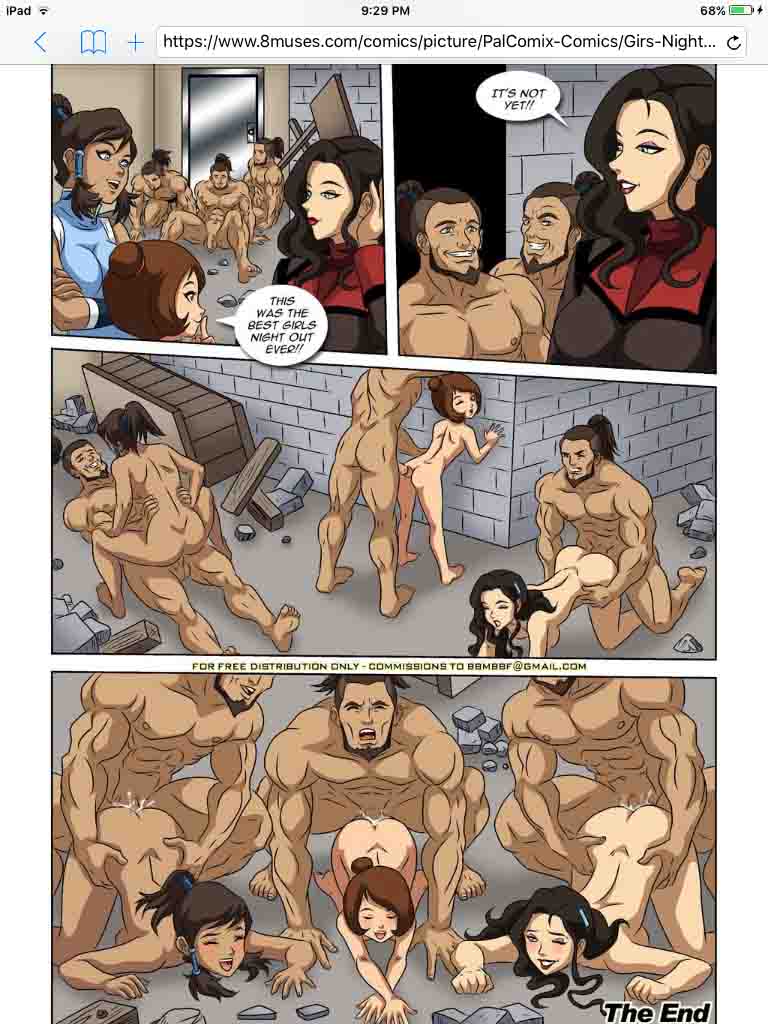 iPad
9:29 PM
68%
https://www.8muses.com/comics/picture/PalComix-Comics/Girs-Night...
THIS
WAS THE
BEST GIRLS
NIGHT OUT
EVER!!
IT'S NOT
YET!!
FOR FREE DISTRIBUTION ONLY - COMMISSIONS TO BBMBBF@GMAIL.COM
The End